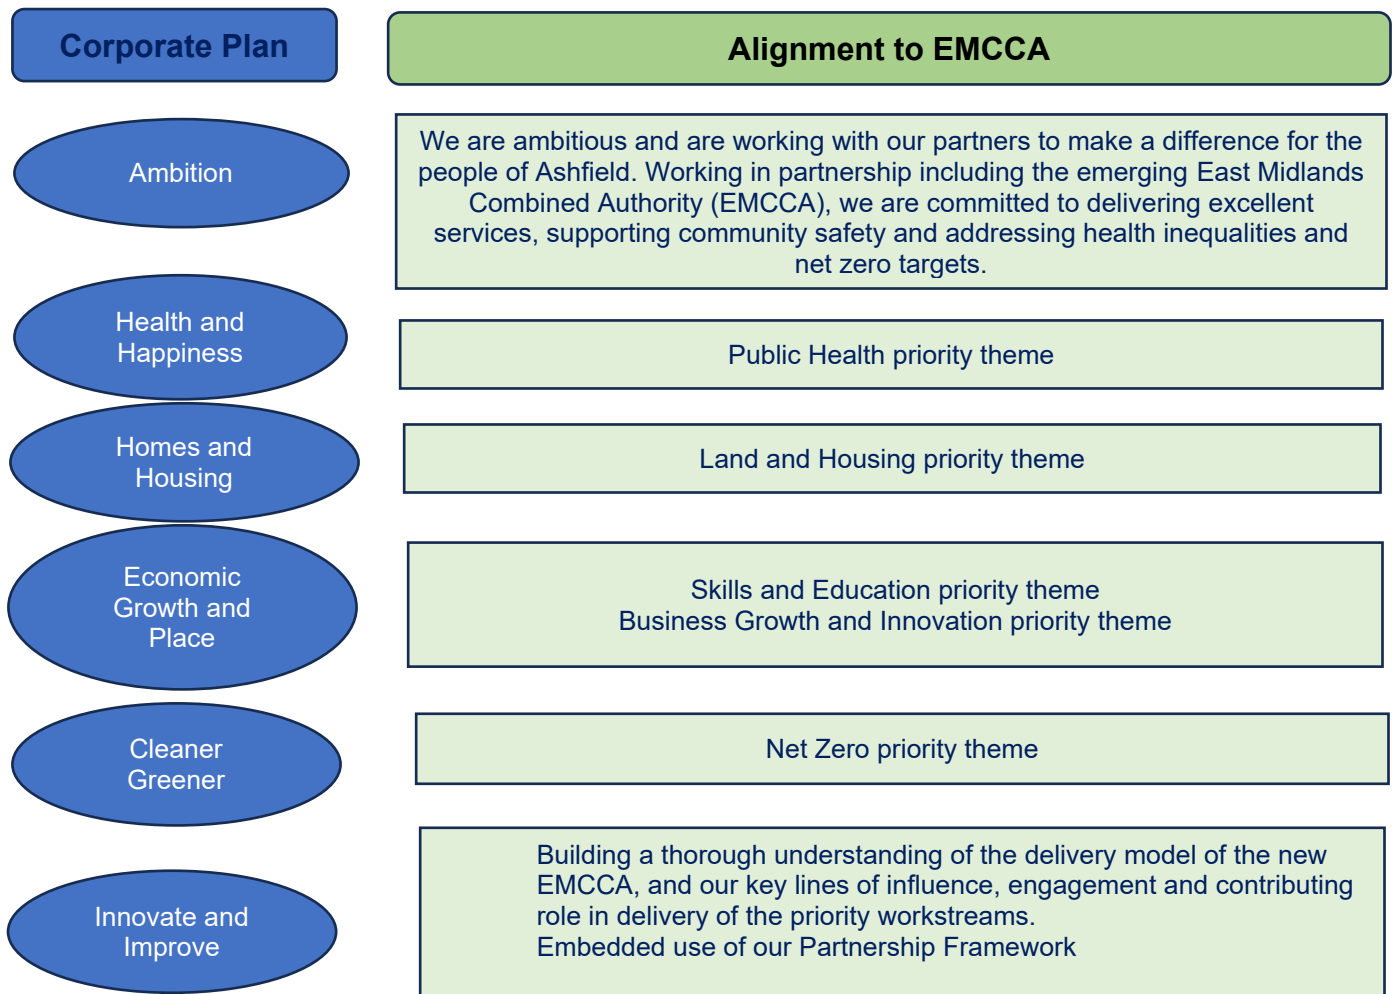 Corporate Plan
Alignment to EMCCA
Ambition
We are ambitious and are working with our partners to make a difference for the
people of Ashfield. Working in partnership including the emerging East Midlands
Combined Authority (EMCCA), we are committed to delivering excellent
services, supporting community safety and addressing health inequalities and
net zero targets.
Health and
Happiness
Public Health priority theme
Homes and
Housing
Land and Housing priority theme
Economic
Growth and
Place
Skills and Education priority theme
Business Growth and Innovation priority theme
Cleaner
Greener
Net Zero priority theme
Innovate and
Improve
Building a thorough understanding of the delivery model of the new
EMCCA, and our key lines of influence, engagement and contributing
role in delivery of the priority workstreams.
Embedded use of our Partnership Framework